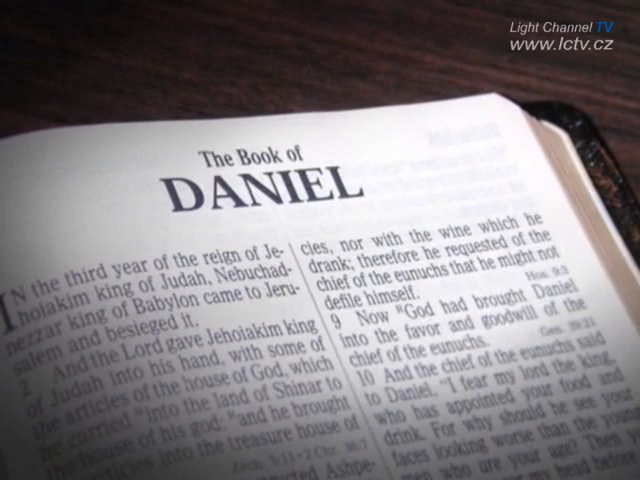 Light Channel TV
www.lctv.cz
The Book of
DANIEL
IN the third year of the reign of Je-
hoiakim king of Judah, Nebuchad-
nezzar king of Babylon came to Jeru-
salem and besieged it.
2 And the Lord gave Jehoiakim king
of Judah into his hand, with some of
the articles of the house of God, which
he carried "into the land of Shinar to
the house of his god; "and he brought
the articles into the treasure house of
cies, nor with the wine which he
drank; therefore he requested of the
chief of the eunuchs that he might not
defile himself.
Hos. 9:3
9 Now "God had brought Daniel
into the favor and goodwill of the
chief of the eunuchs.
Gen. 39:21
10 And the chief of the eunuchs said
to Daniel, "I fear my lord the king,
who has appointed your food and
drink. For why should he see your
faces looking worse than the young
men who are your age? Then
my head before